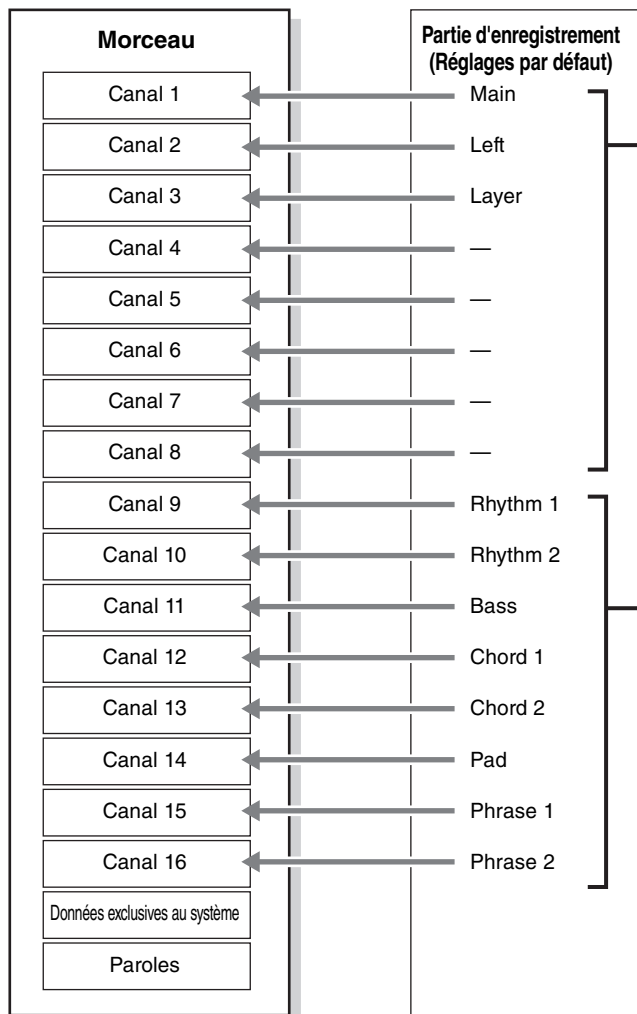 Morceau
Partie d'enregistrement
(Réglages par défaut)
Canal 1
Main
Canal 2
Left
Canal 3
Layer
Canal 4
—
Canal 5
—
Canal 6
—
Canal 7
—
Canal 8
—
Canal 9
Rhythm 1
Canal 10
Rhythm 2
Canal 11
Bass
Canal 12
Chord 1
Canal 13
Chord 2
Canal 14
Pad
Canal 15
Phrase 1
Canal 16
Phrase 2
Données exclusives au système
Paroles